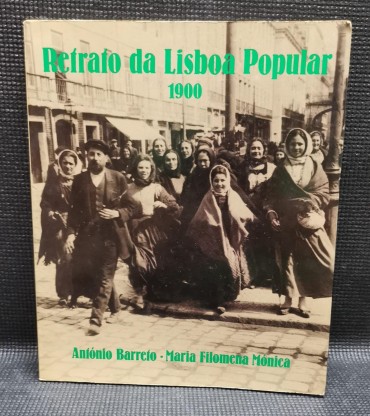 Retrato da Lisboa Popular
1900
António Barreto - Maria Filomena Mónica